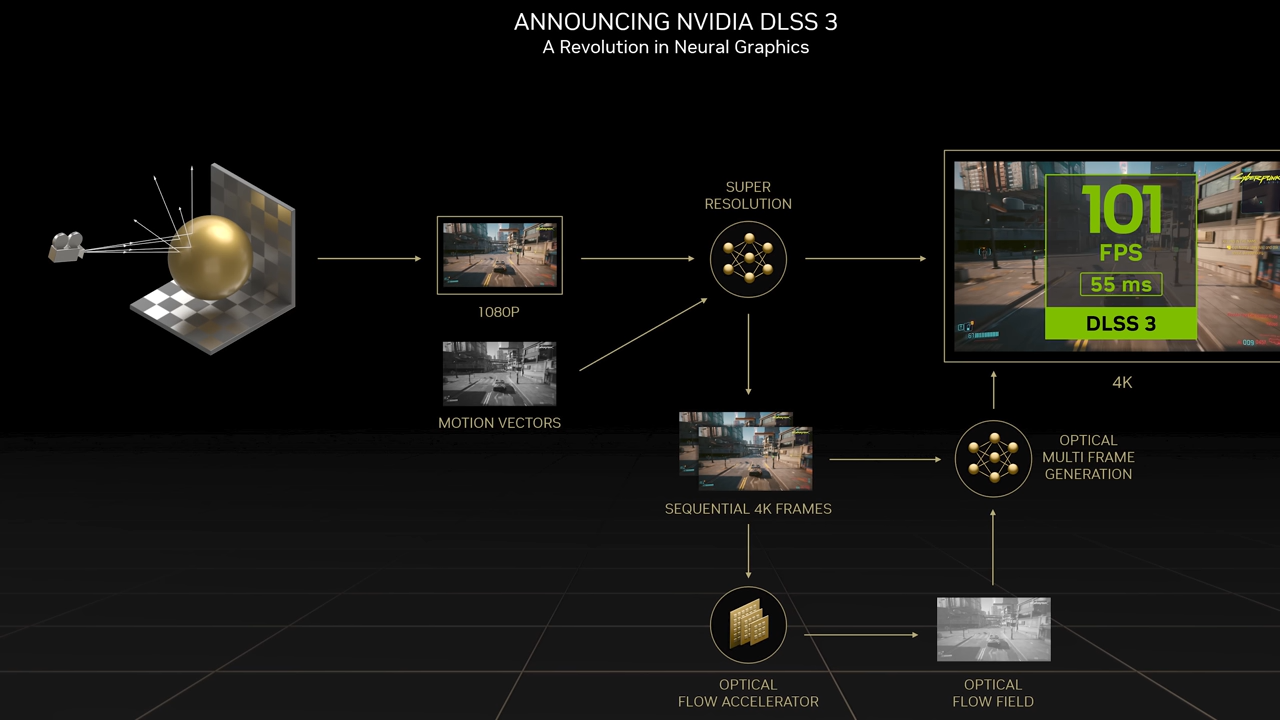 ANNOUNCING NVIDIA DLSS 3
A Revolution in Neural Graphics
SUPER
RESOLUTION
1080P
MOTION VECTORS
101
FPS
55 ms
DLSS 3
4K
SEQUENTIAL 4K FRAMES
OPTICAL
MULTI FRAME
GENERATION
OPTICAL
FLOW ACCELERATOR
OPTICAL
FLOW FIELD